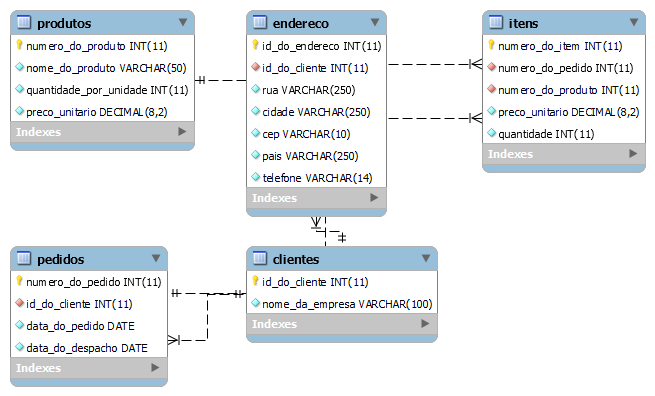 produtos
numero_do_produto INT(11)
nome_do_produto VARCHAR(50)
quantidade_por_unidade INT(11)
preco_unitario DECIMAL(8,2)
Indexes
endereco
id_do_endereco INT(11)
id_do_cliente INT(11)
rua VARCHAR(250)
cidade VARCHAR(250)
cep VARCHAR(10)
pais VARCHAR(250)
telefone VARCHAR(14)
Indexes
itens
numero_do_item INT(11)
numero_do_pedido INT(11)
numero_do_produto INT(11)
preco_unitario DECIMAL(8,2)
quantidade INT(11)
Indexes
pedidos
numero_do_pedido INT(11)
id_do_cliente INT(11)
data_do_pedido DATE
data_do_despacho DATE
Indexes
clientes
id_do_cliente INT(11)
nome_da_empresa VARCHAR(100)
Indexes